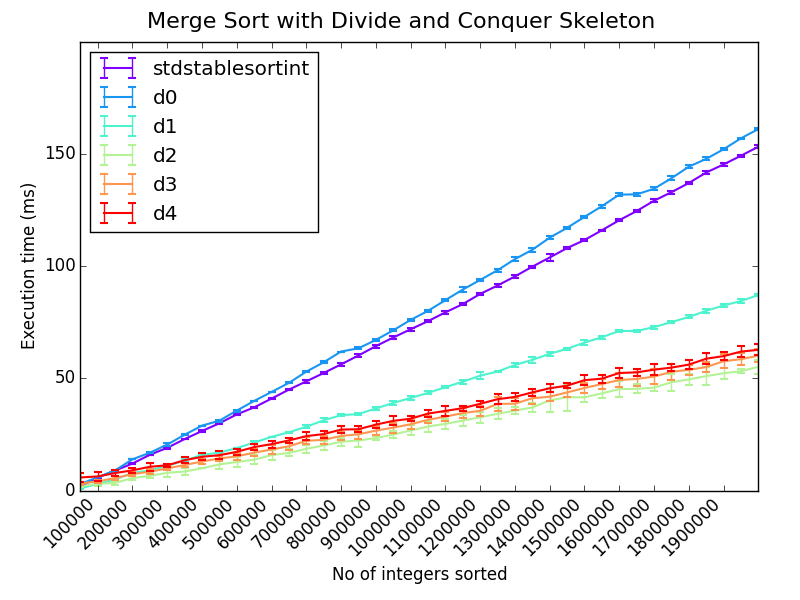 Merge Sort with Divide and Conquer Skeleton
stdstablesortint
d0
d1
d2
d3
d4
150
100
50
0
Execution time (ms)
100000
200000
300000
400000
500000
600000
700000
800000
900000
1000000
1100000
1200000
1300000
1400000
1500000
1600000
1700000
1800000
1900000
No of integers sorted